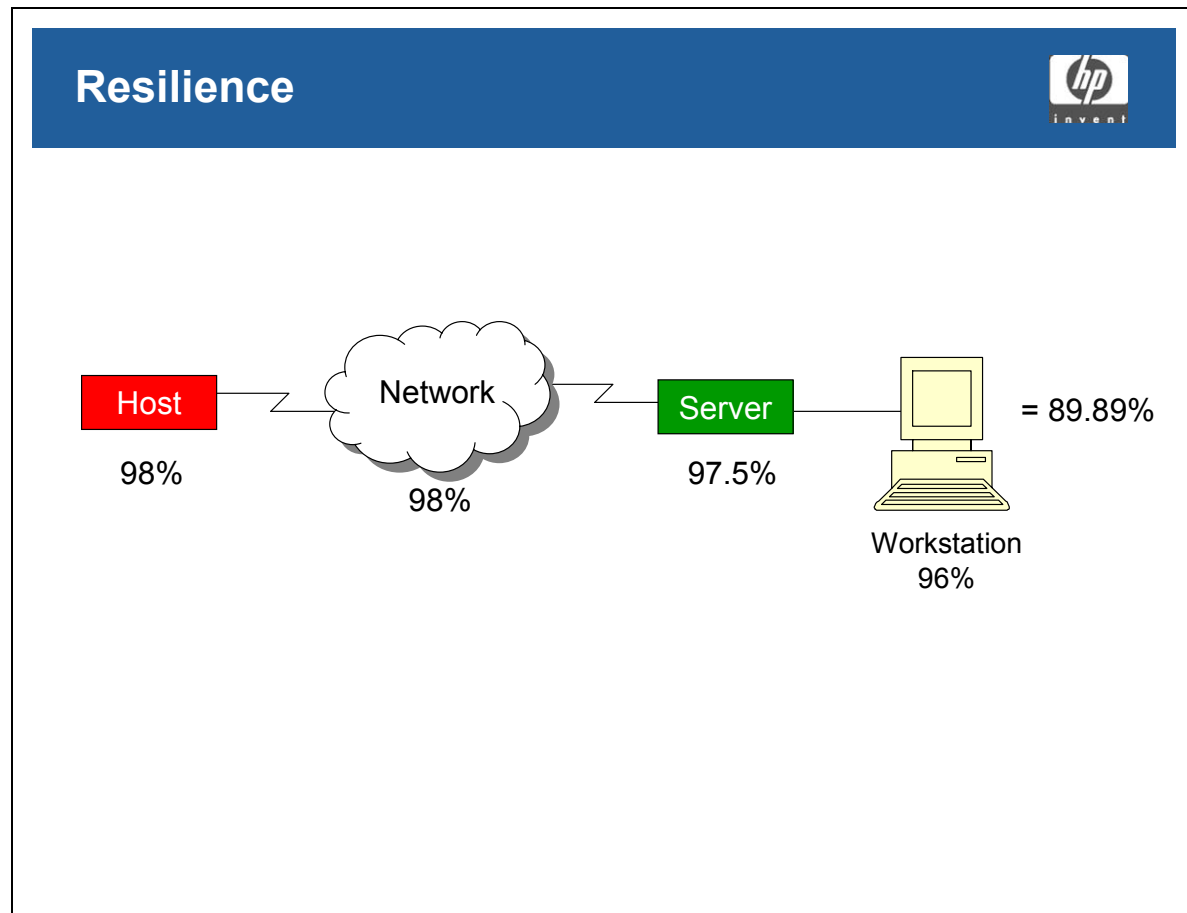 Resilience
hp
invent
Host
Network
Server
= 89.89%
98%
98%
97.5%
Workstation
96%